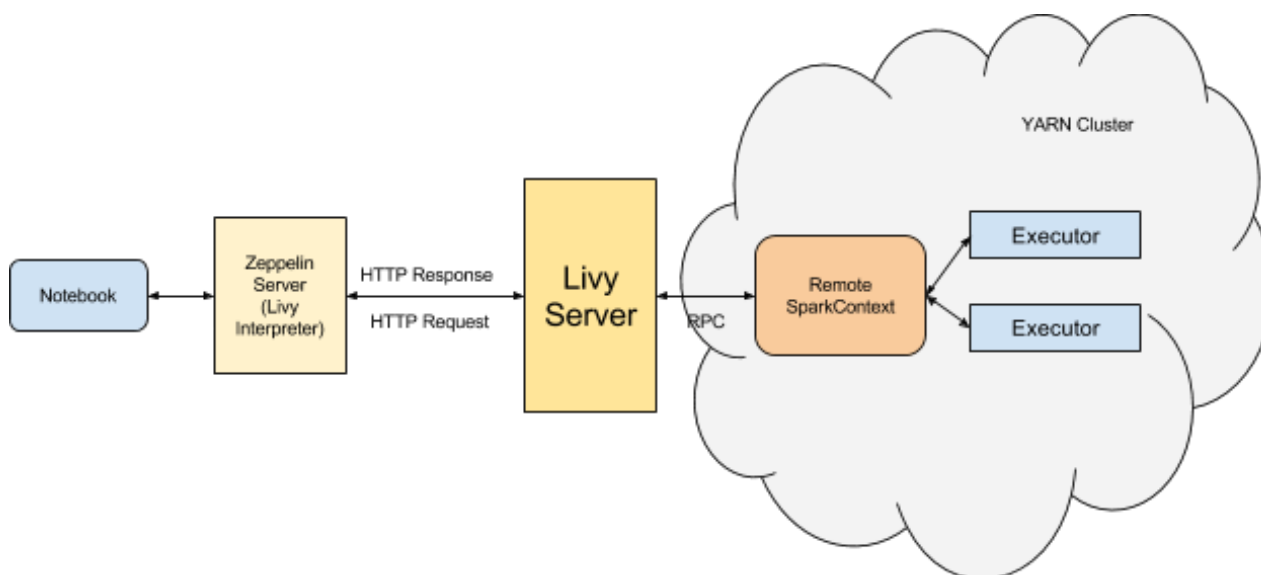 YARN Cluster
Notebook
Zeppelin
Server
(Livy
Interpreter)
HTTP Response
HTTP Request
Livy
Server
RPC
Remote
SparkContext
Executor
Executor